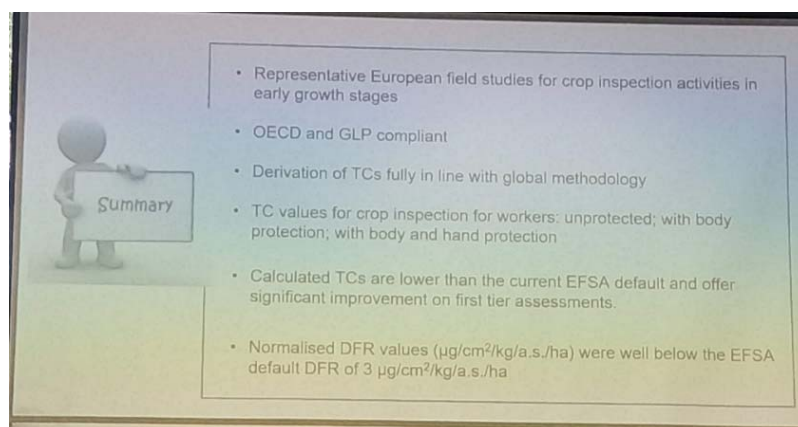 • Representative European field studies for crop inspection activities in
early growth stages
• OECD and GLP compliant
• Derivation of TCs fully in line with global methodology
Summary
• TC values for crop inspection for workers: unprotected; with body
protection; with body and hand protection
• Calculated TCs are lower than the current EFSA default and offer
significant improvement on first tier assessments.
• Normalised DFR values (µg/cm²/kg/a.s./ha) were well below the EFSA
default DFR of 3 µg/cm²/kg/a.s./ha